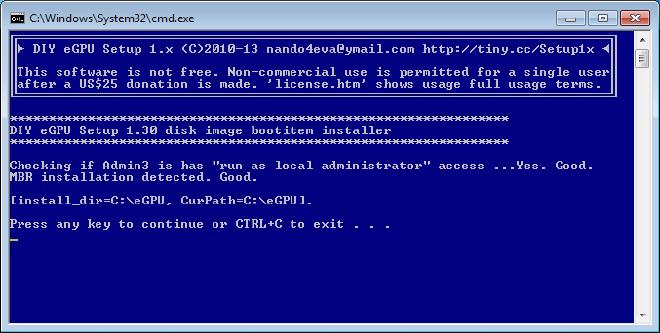 C:\Windows\System32\cmd.exe
DIY eGPU Setup 1.x (C)2010-13 nando4eva@ymail.com http://tiny.cc/Setup1x
This software is not free. Non-commercial use is permitted for a single user
after a US$25 donation is made. 'license.htm' shows usage full usage terms.
************************************************************
DIY eGPU Setup 1.30 disk image bootitem installer
************************************************************
Checking if Admin3 is has "run as local administrator" access ...Yes. Good.
MBR installation detected. Good.
[install_dir=C:\eGPU, CurPath=C:\eGPU].
Press any key to continue or CTRL+C to exit . . .